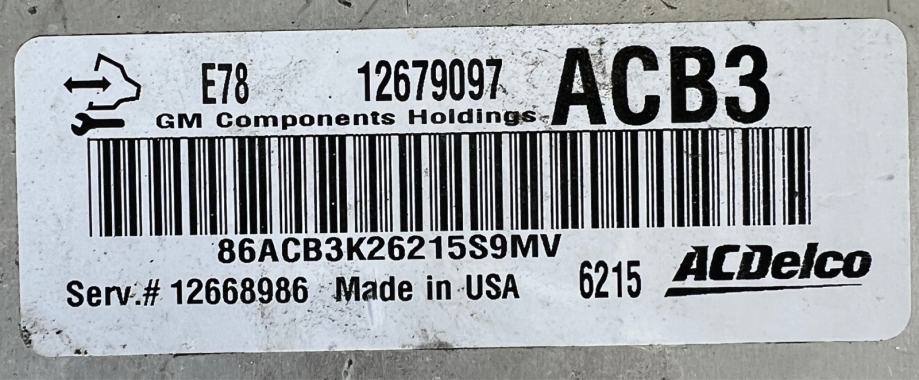 E78 12679097 ACB3
GM Components Holdings
86ACB3K26215S9MV
Serv.# 12668986 Made in USA 6215 ACDelco